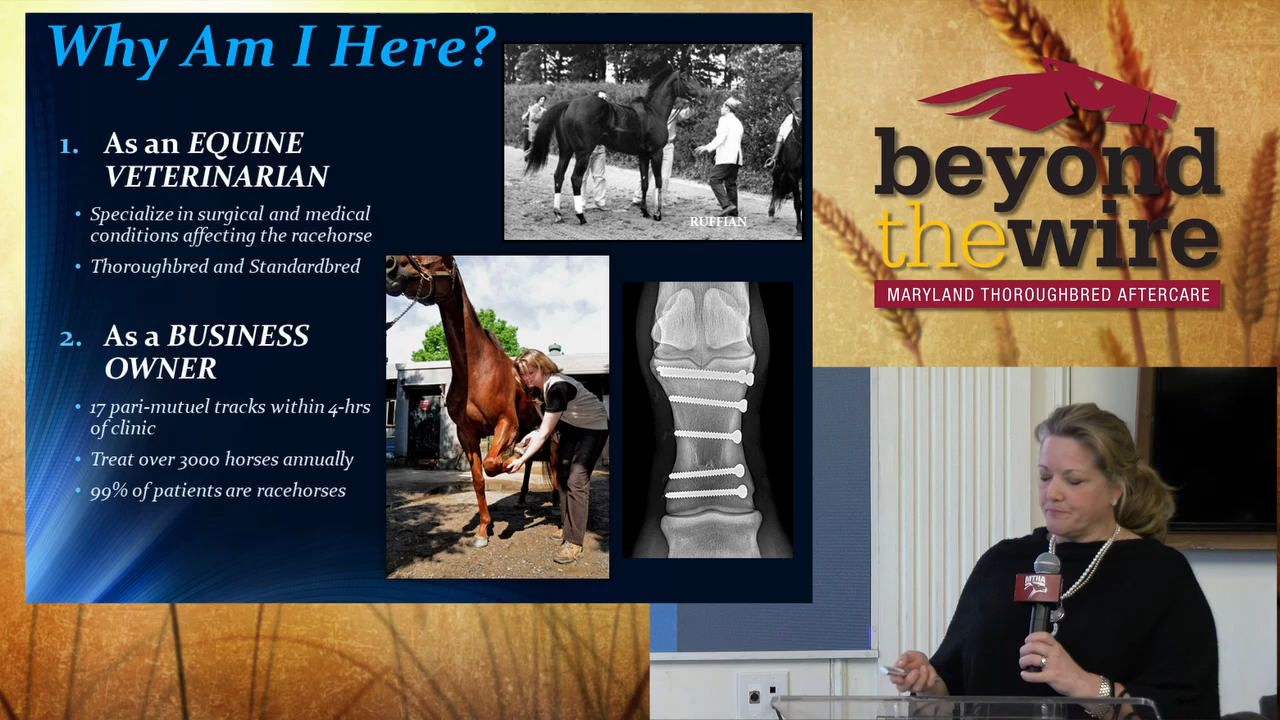 Why Am I Here?
1. As an EQUINE
VETERINARIAN
• Specialize in surgical and medical
conditions affecting the racehorse
• Thoroughbred and Standardbred
2. As a BUSINESS
OWNER
• 17 pari-mutuel tracks within 4-hrs
of clinic
• Treat over 3000 horses annually
• 99% of patients are racehorses
RUFFIAN
beyond
thewire
MARYLAND THOROUGHBRED AFTERCARE
MTHA